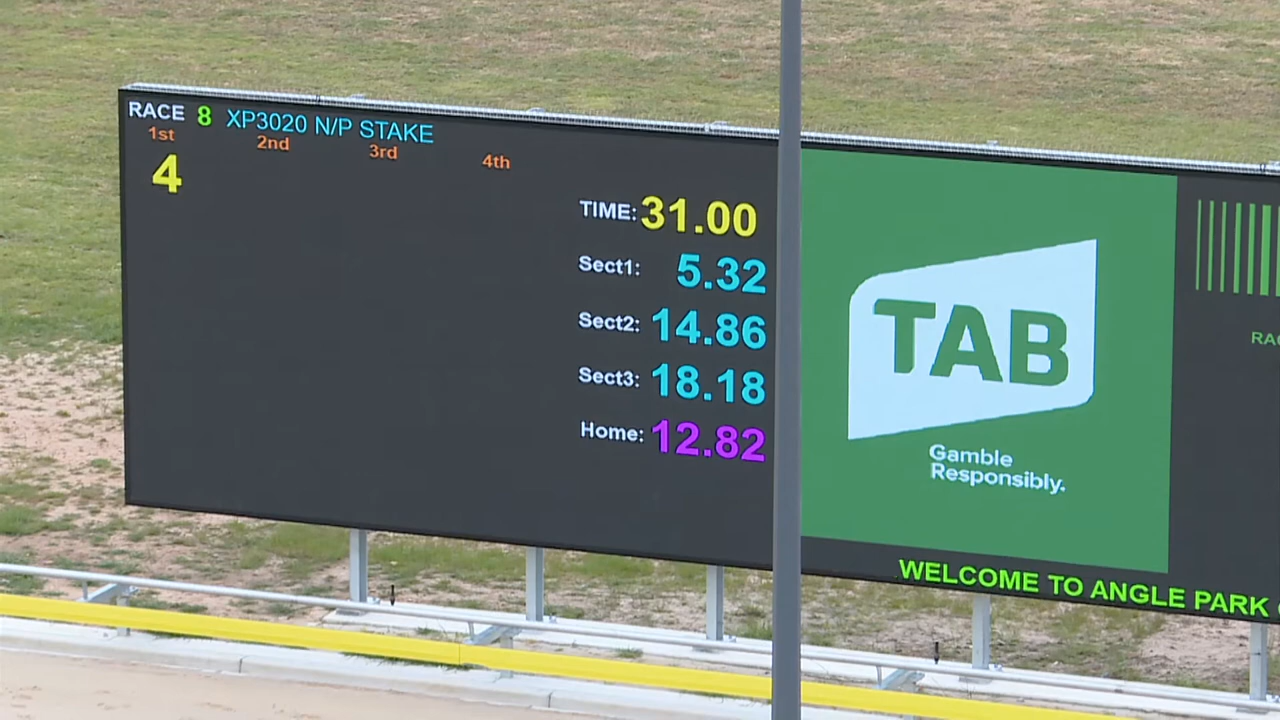 RACE 8 XP3020 N/P STAKE
1st 2nd 3rd 4th
4
TIME: 31.00
Sect1: 5.32
Sect2: 14.86
Sect3: 18.18
Home: 12.82
TAB
Gamble
Responsibly.
WELCOME TO ANGLE PARK